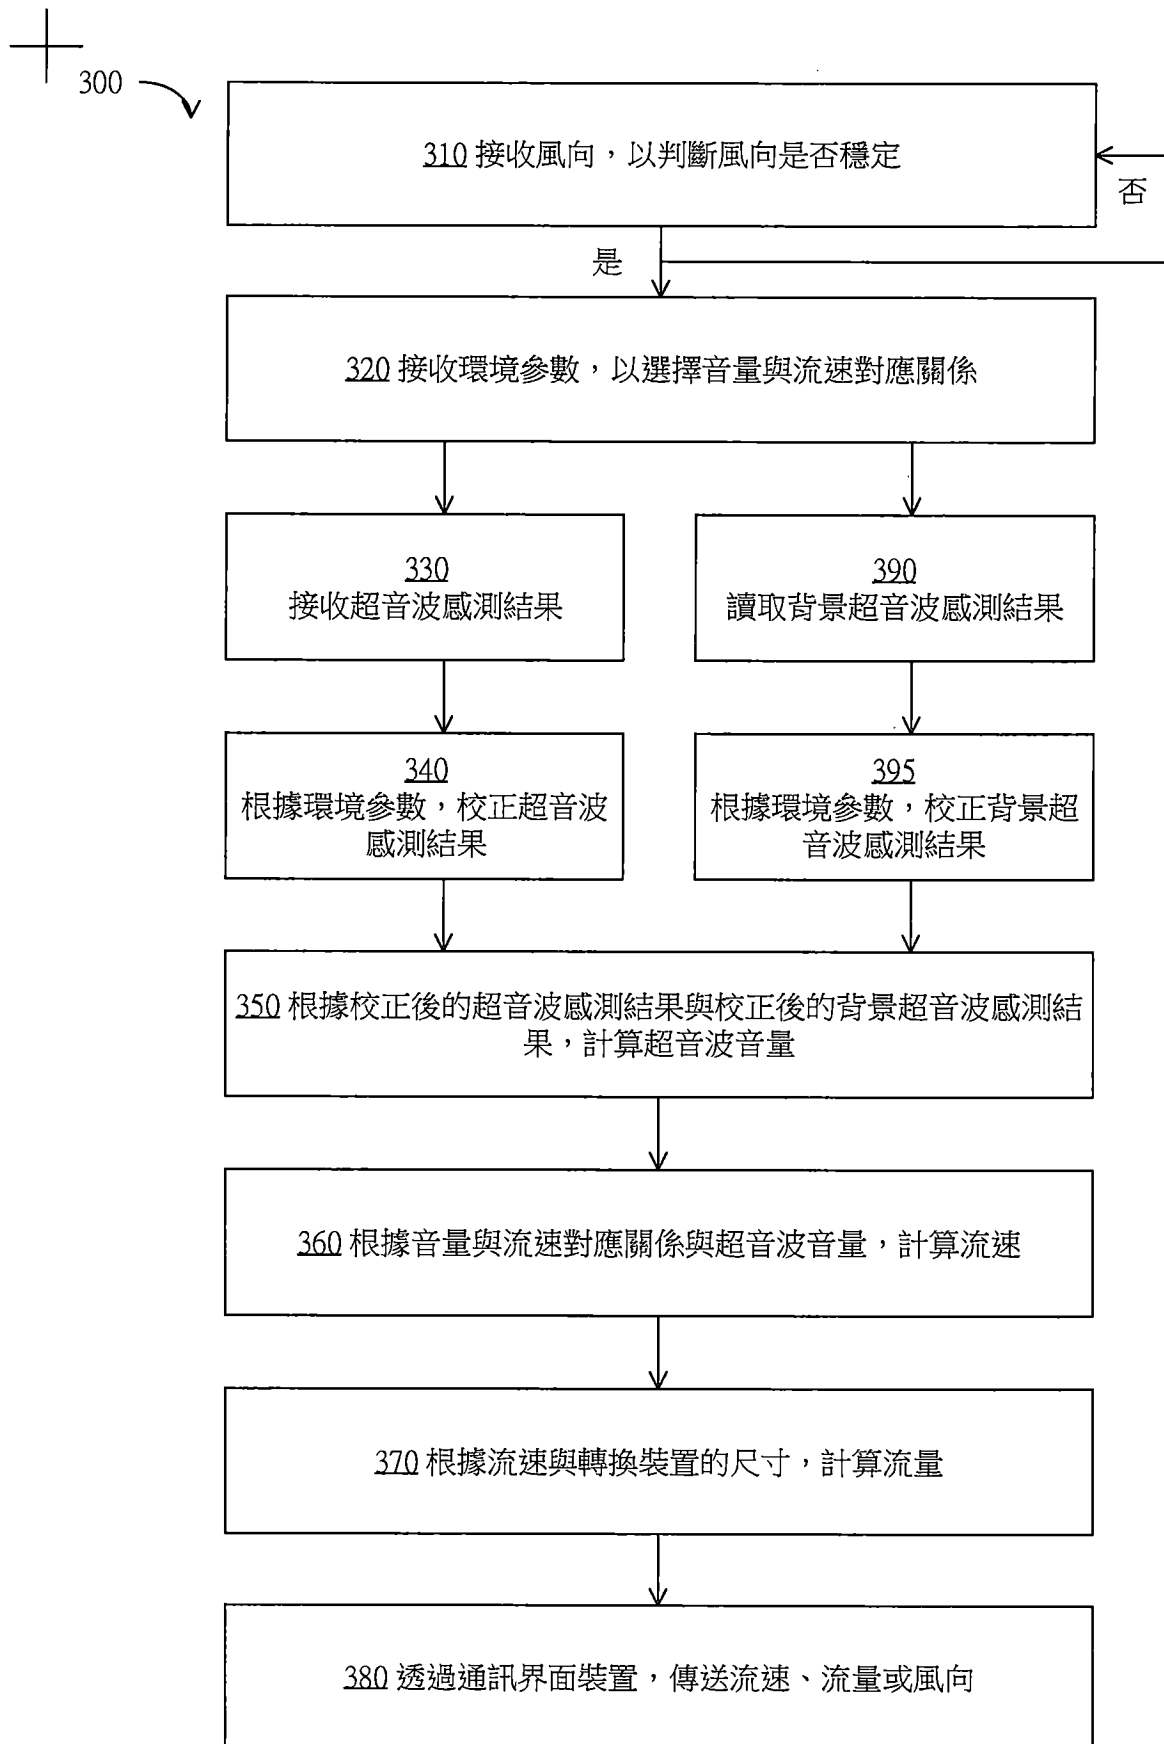 300
310 接收風向，以判斷風向是否穩定
否
是
320 接收環境參數，以選擇音量與流速對應關係
330
接收超音波感測結果
390
讀取背景超音波感測結果
340
根據環境參數，校正超音波
感測結果
395
根據環境參數，校正背景超
音波感測結果
350 根據校正後的超音波感測結果與校正後的背景超音波感測結
果，計算超音波音量
360 根據音量與流速對應關係與超音波音量，計算流速
370 根據流速與轉換裝置的尺寸，計算流量
380 透過通訊界面裝置，傳送流速、流量或風向